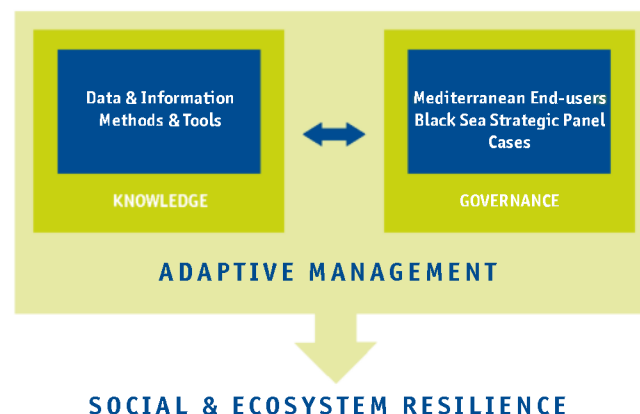 Data & Information
Methods & Tools
KNOWLEDGE
Mediterranean End-users
Black Sea Strategic Panel
Cases
GOVERNANCE
ADAPTIVE MANAGEMENT
SOCIAL & ECOSYSTEM RESILIENCE